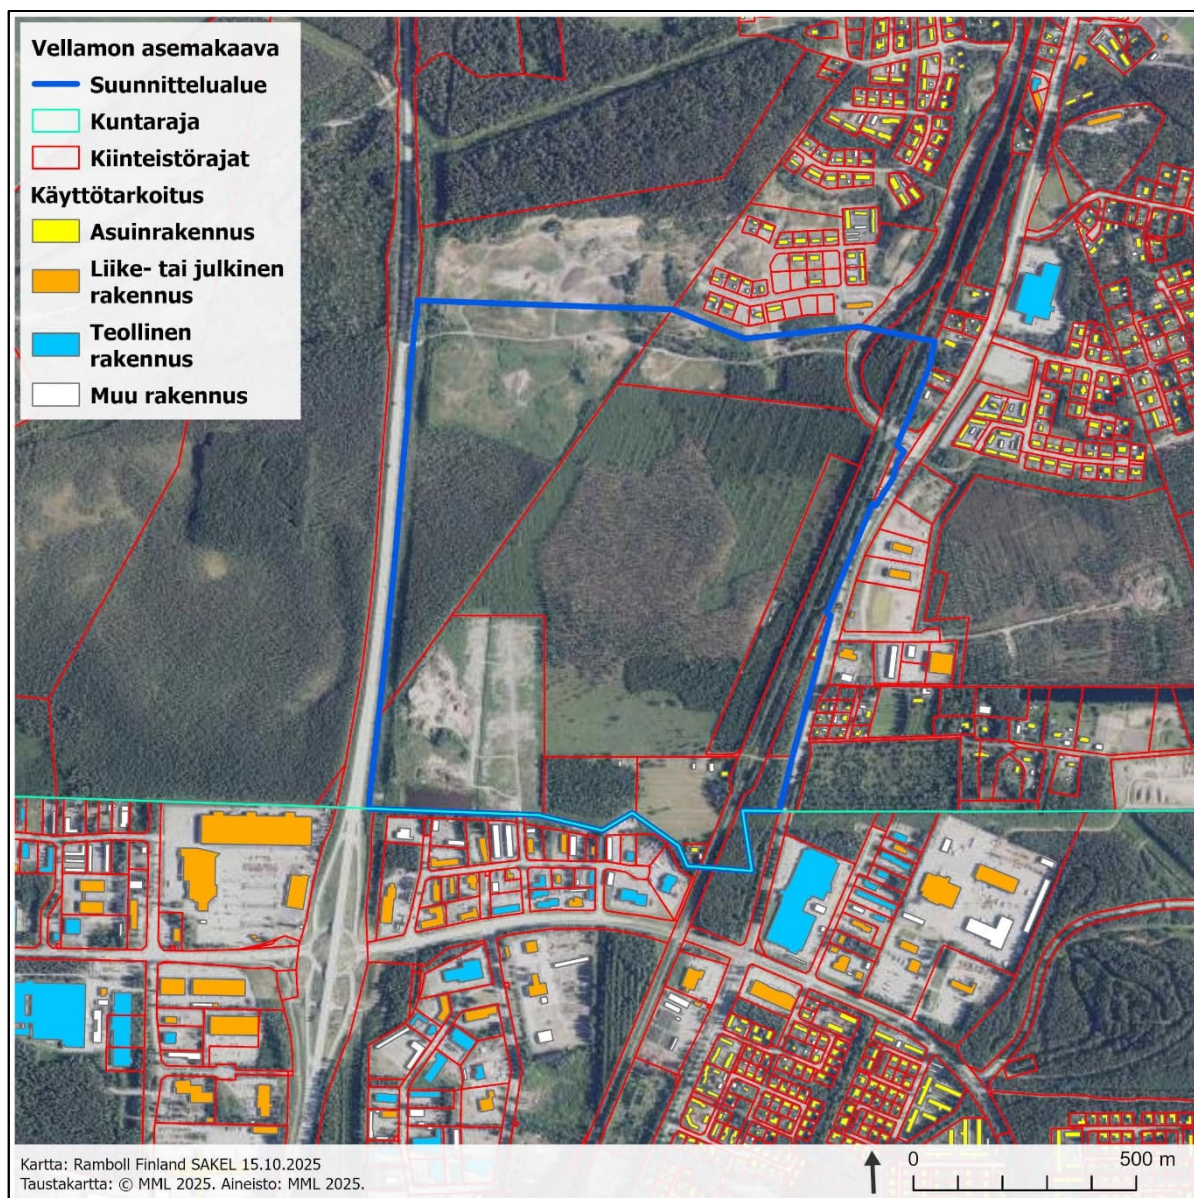 Vellamon asemakaava
Suunnittelualue
Kuntaraja
Kiinteistörajat
Käyttötarkoitus
Asuinrakennus
Liike- tai julkinen
rakennus
Teollinen
rakennus
Muu rakennus
Kartta: Ramboll Finland SAKEL 15.10.2025
Taustakartta: © MML 2025. Aineisto: MML 2025.
0 500 m